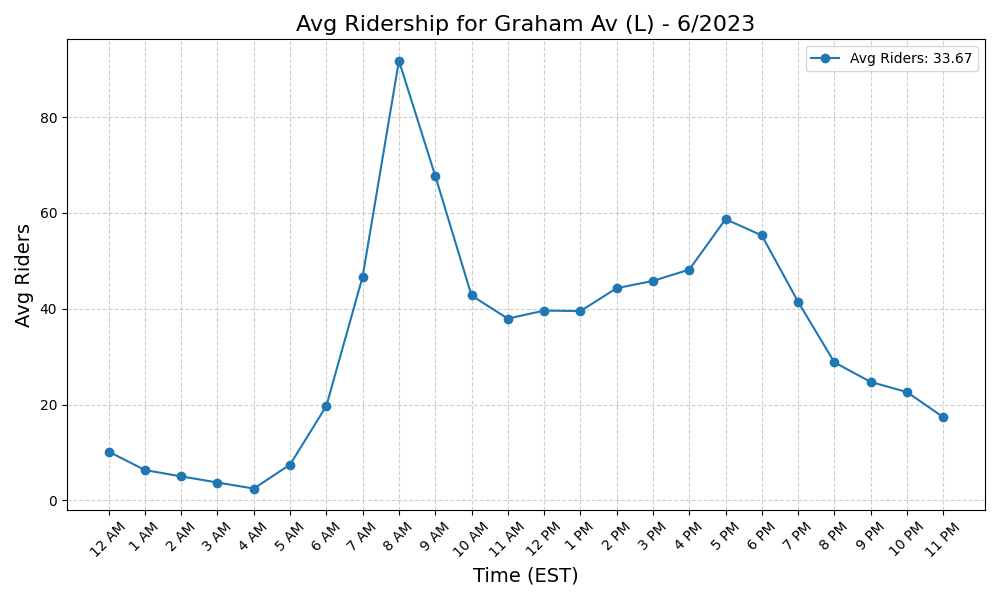 Avg Ridership for Graham Av (L) - 6/2023
Avg Riders: 33.67
Avg Riders
80
60
40
20
0
12 AM 1 AM 2 AM 3 AM 4 AM 5 AM 6 AM 7 AM 8 AM 9 AM 10 AM 11 AM 12 PM 1 PM 2 PM 3 PM 4 PM 5 PM 6 PM 7 PM 8 PM 9 PM 10 PM 11 PM
Time (EST)